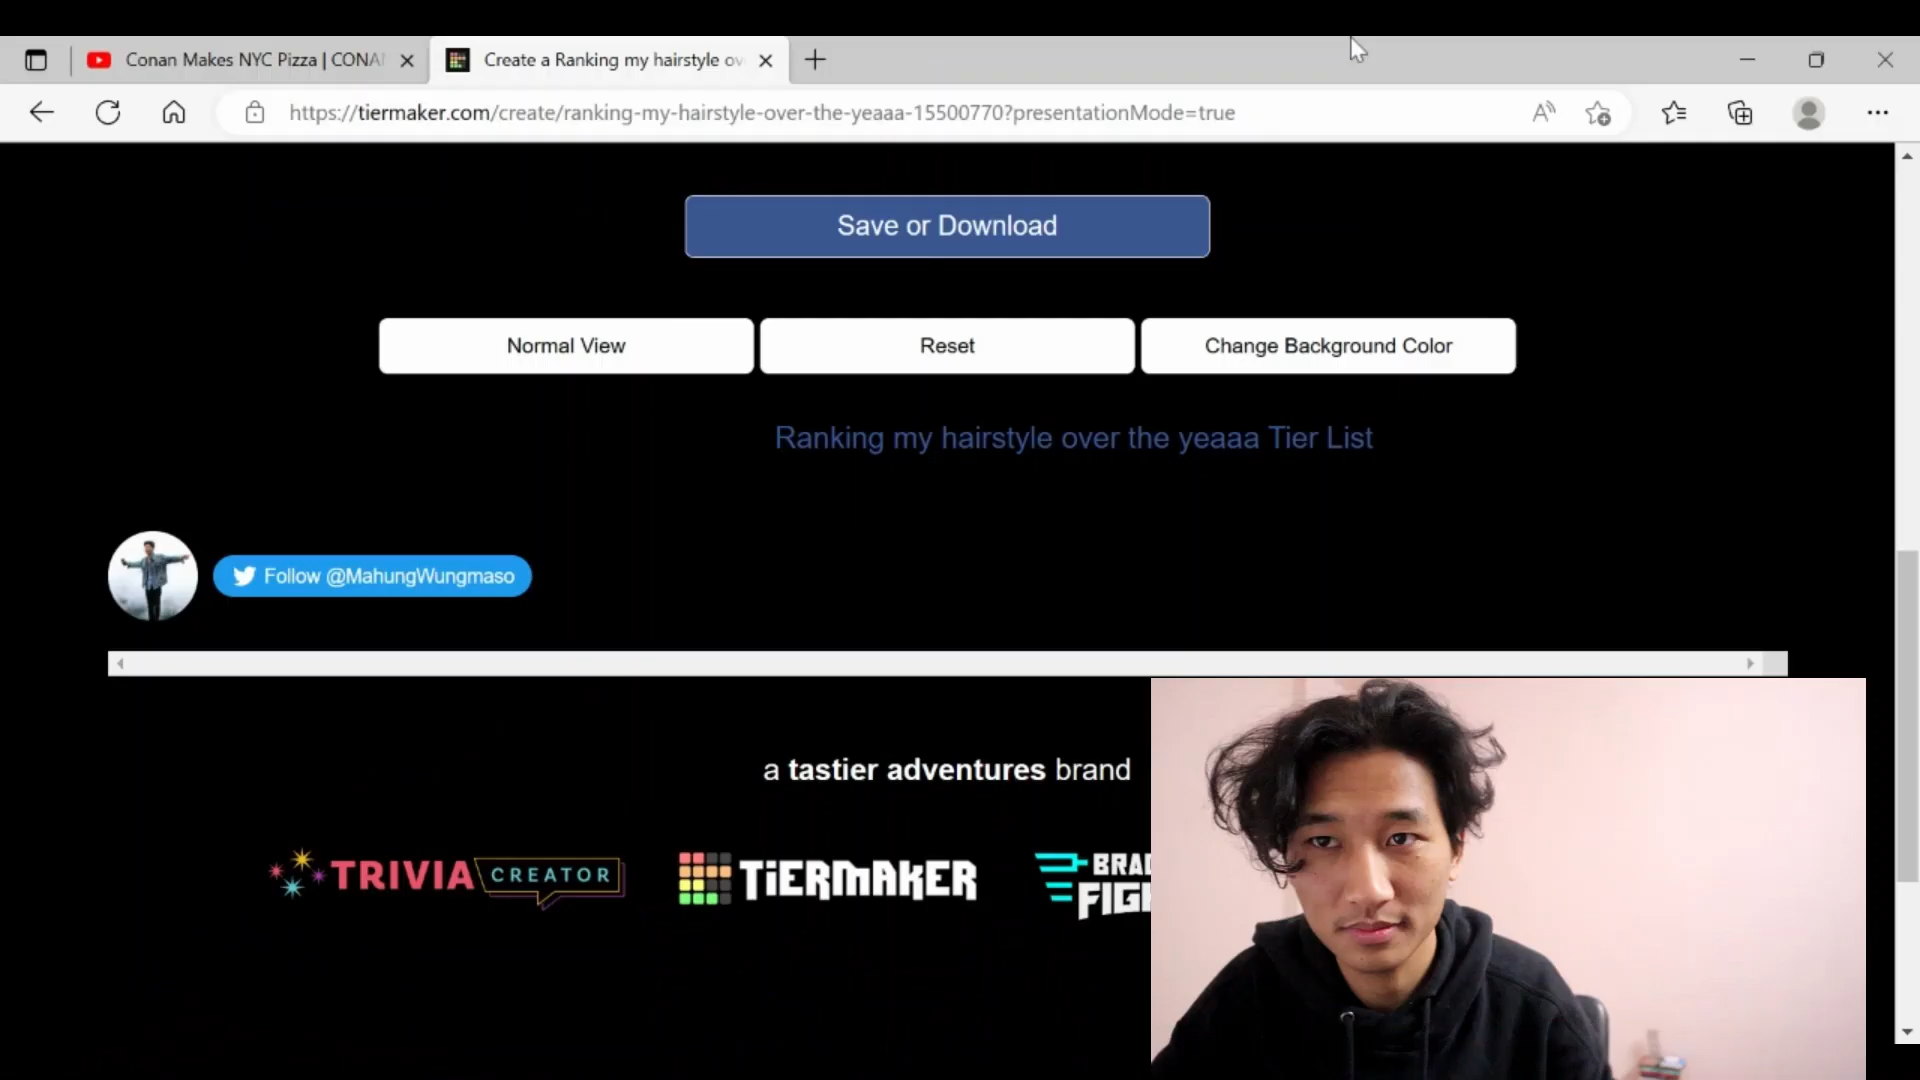 Conan Makes NYC Pizza | CONA
Create a Ranking my hairstyle ov
https://tiermaker.com/create/ranking-my-hairstyle-over-the-yeaaa-15500770?presentationMode=true
Save or Download
Normal View
Reset
Change Background Color
Ranking my hairstyle over the yeaaa Tier List
Follow @MahungWungmaso
a tastier adventures brand
TRIVIA CREATOR
TiERMAKER
BRA
FIG